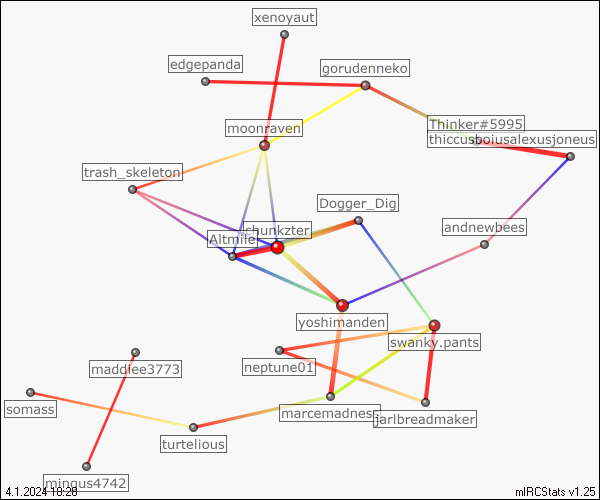 xenoyaut
edgepanda
gorudenneko
moonraven
Thinker#5995
thiccusboiusalexusjoneus
trash_skeleton
Dogger_Dig
chunkzter
andnewbees
Altnife
yoshimanden
swanky.pants
maddiee3773
neptune01
somass
marcemadness
jarlbreadmaker
turtelious
mingus4742
4.1.2024 18:28
mIRCStats v1.25